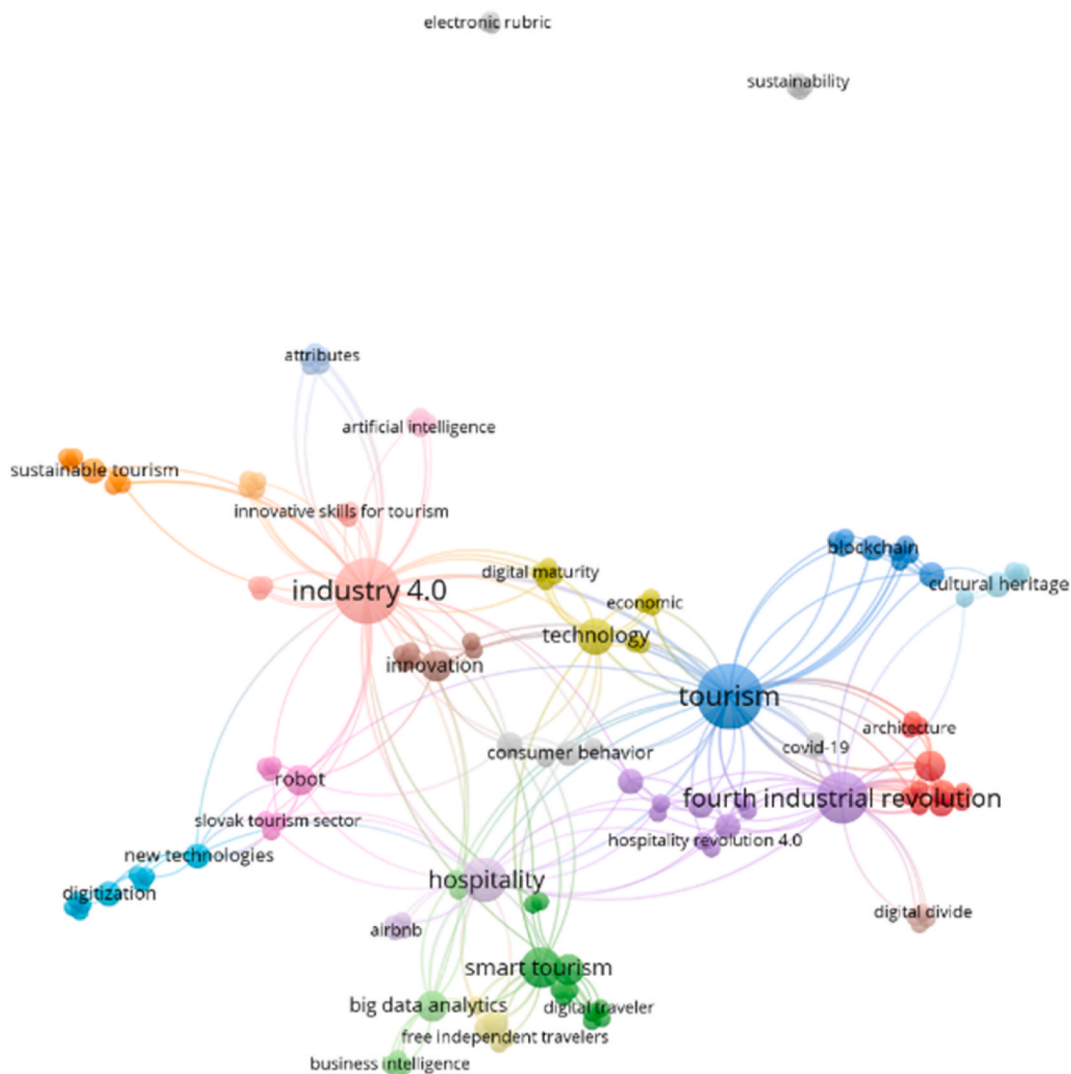 electronic rubric
sustainability
attributes
artificial intelligence
sustainable tourism
innovative skills for tourism
blockchain
digital maturity
cultural heritage
industry 4.0
economic
technology
innovation
tourism
architecture
covid-19
consumer behavior
robot
fourth industrial revolution
slovak tourism sector
hospitality revolution 4.0
new technologies
hospitality
digitization
digital divide
airbnb
smart tourism
big data analytics
digital traveler
free independent travelers
business intelligence